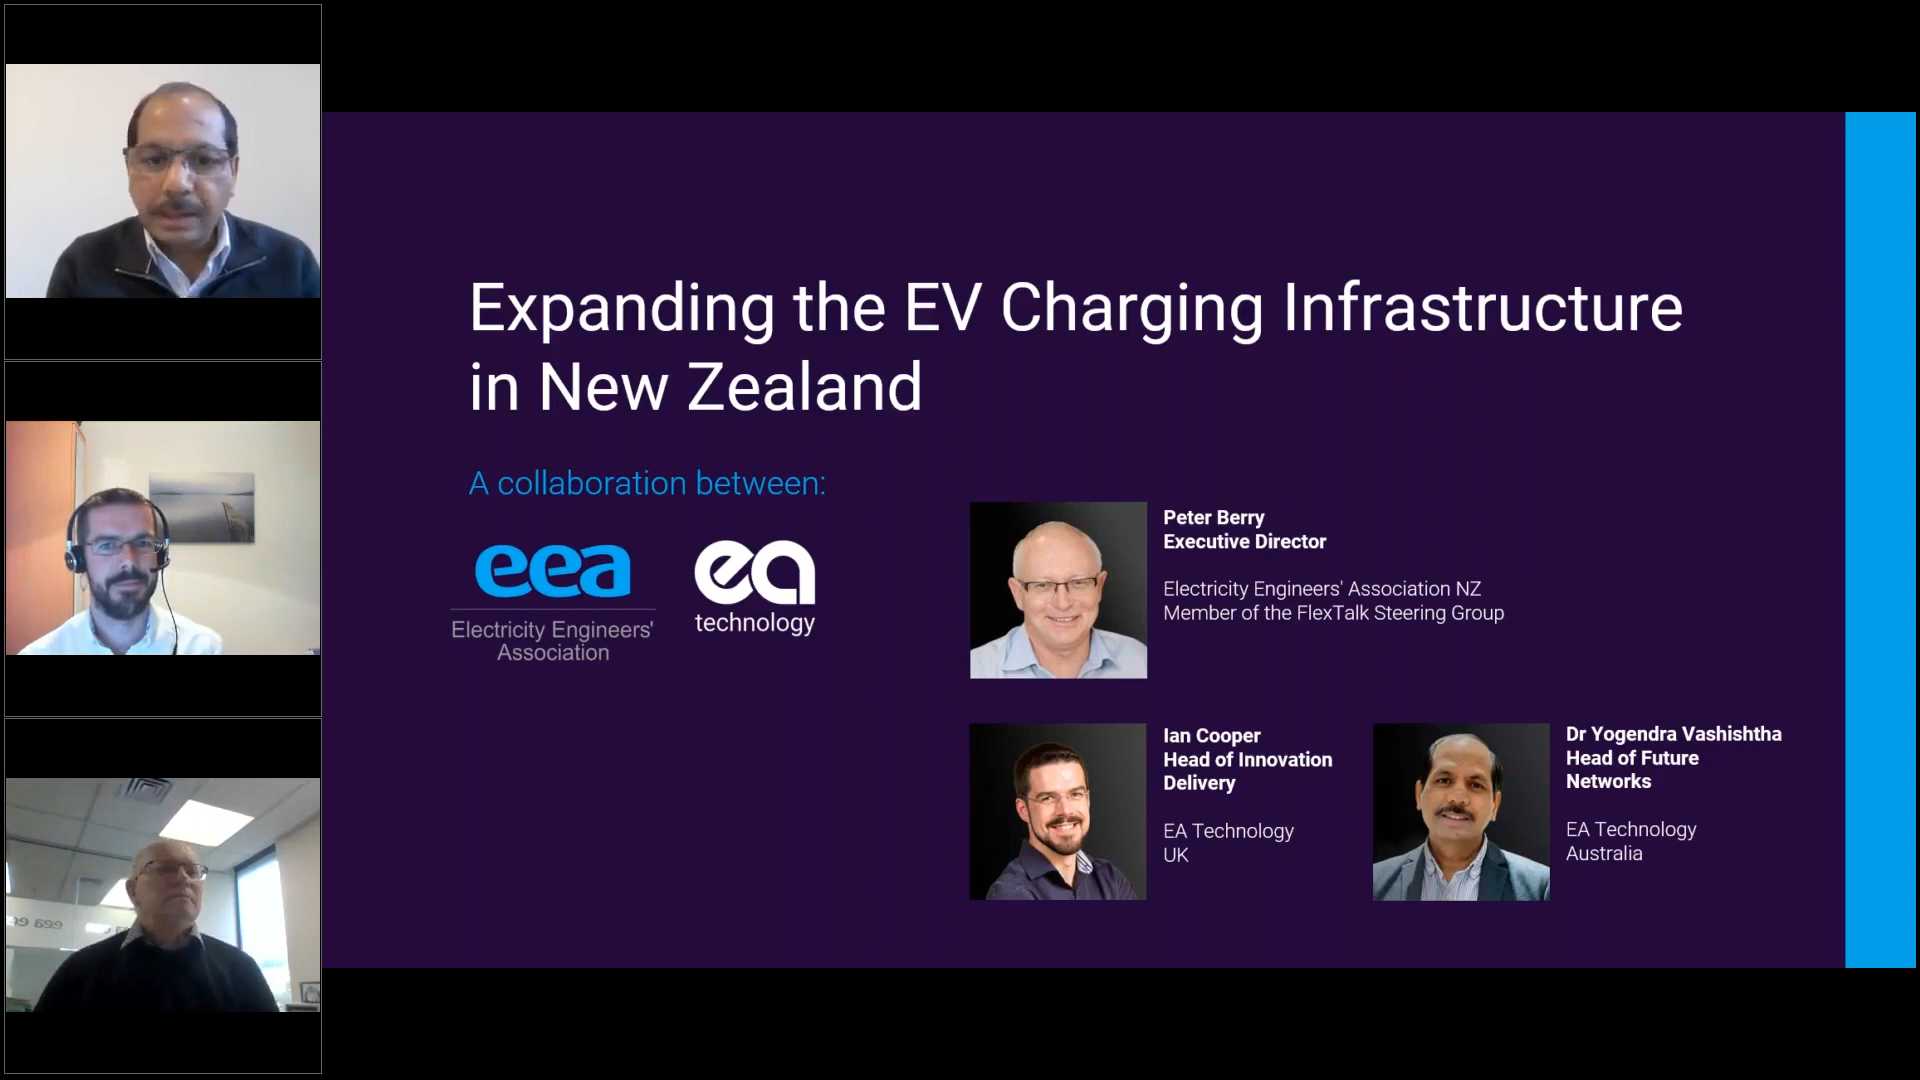 Expanding the EV Charging Infrastructure
in New Zealand
A collaboration between:
eea
Electricity Engineers'
Association
ea
technology
Peter Berry
Executive Director
Electricity Engineers' Association NZ
Member of the FlexTalk Steering Group
Ian Cooper
Head of Innovation
Delivery
EA Technology
UK
Dr Yogendra Vashishtha
Head of Future
Networks
EA Technology
Australia